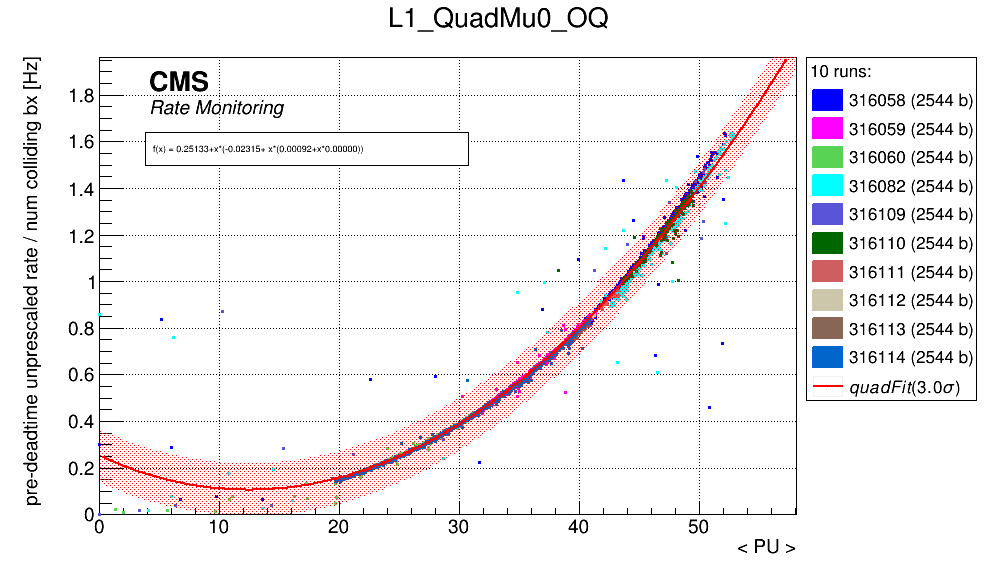 L1_QuadMu0_OQ
pre-deadtime unprescaled rate / num colliding bx [Hz]
CMS
Rate Monitoring
f(x) = 0.25133+x*(-0.02315+ x*(0.00092+x*0.00000))
1.8
1.6
1.4
1.2
1
0.8
0.6
0.4
0.2
0
0 10 20 30 40 50
< PU >
10 runs:
316058 (2544 b)
316059 (2544 b)
316060 (2544 b)
316082 (2544 b)
316109 (2544 b)
316110 (2544 b)
316111 (2544 b)
316112 (2544 b)
316113 (2544 b)
316114 (2544 b)
quadFit(3.0σ)